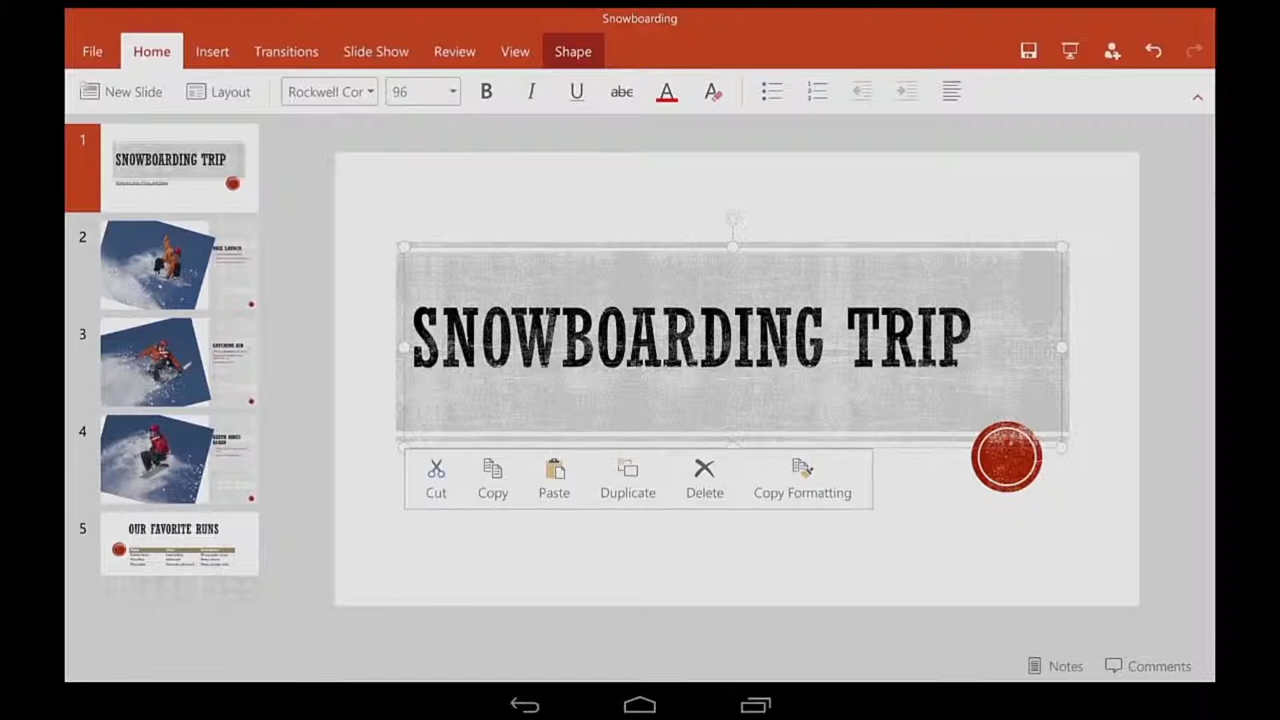 Snowboarding
File Home Insert Transitions Slide Show Review View Shape
New Slide Layout Rockwell Cor 96 B I U abc A A
1
SNOWBOARDING TRIP
2
3
CATCHING AIR
4
5
OUR FAVORITE RUNS
SNOWBOARDING TRIP
Cut Copy Paste Duplicate Delete Copy Formatting
Notes Comments